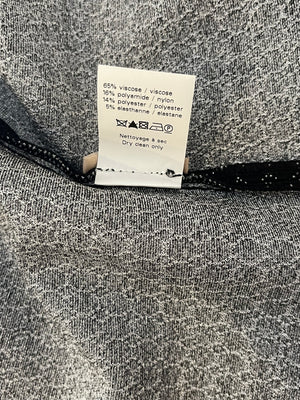 65% viscose / viscose
16% polyamide / nylon
14% polyester / polyester
5% elasthanne / elastane
Nettoyage à sec
Dry clean only